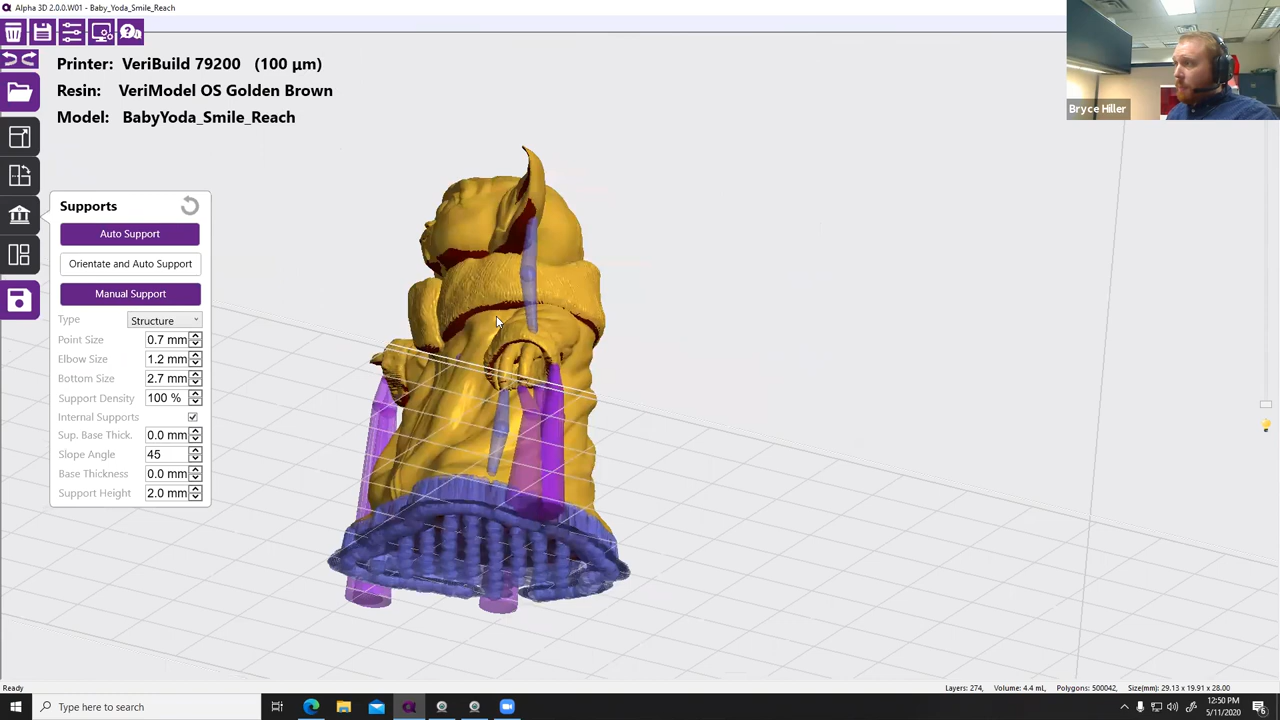 Alpha 3D 2.0.0.W01 - Baby_Yoda_Smile_Reach
Printer: VeriBuild 79200 (100 µm)
Resin: VeriModel OS Golden Brown
Model: BabyYoda_Smile_Reach
Bryce Hiller
Supports
Auto Support
Orientate and Auto Support
Manual Support
Type Structure
Point Size 0.7 mm
Elbow Size 1.2 mm
Bottom Size 2.7 mm
Support Density 100 %
Internal Supports
Sup. Base Thick. 0.0 mm
Slope Angle 45
Base Thickness 0.0 mm
Support Height 2.0 mm
Ready
Layers: 274, Volume: 4.4 mL, Polygons: 500042, Size(mm): 29.13 x 19.91 x 28.00
Type here to search
12:50 PM
5/11/2020
6